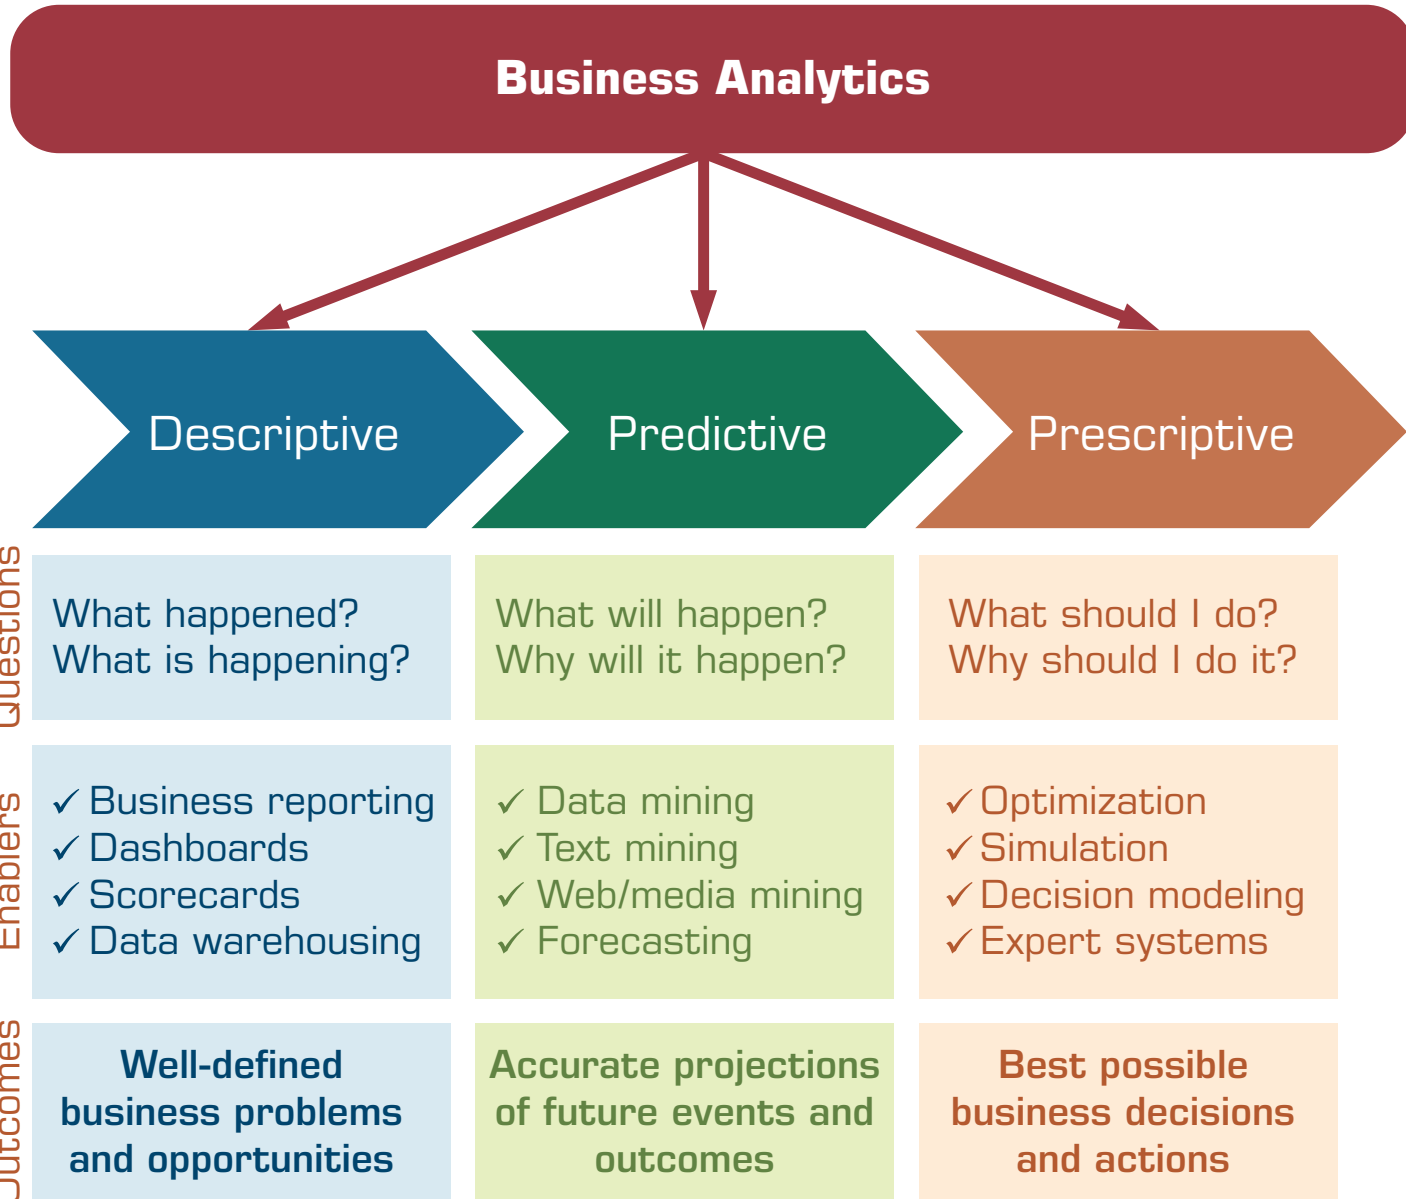 Business Analytics
Descriptive
Predictive
Prescriptive
Questions
What happened?
What is happening?
What will happen?
Why will it happen?
What should I do?
Why should I do it?
Enablers
✓ Business reporting
✓ Dashboards
✓ Scorecards
✓ Data warehousing
✓ Data mining
✓ Text mining
✓ Web/media mining
✓ Forecasting
✓ Optimization
✓ Simulation
✓ Decision modeling
✓ Expert systems
Outcomes
Well-defined
business problems
and opportunities
Accurate projections
of future events and
outcomes
Best possible
business decisions
and actions